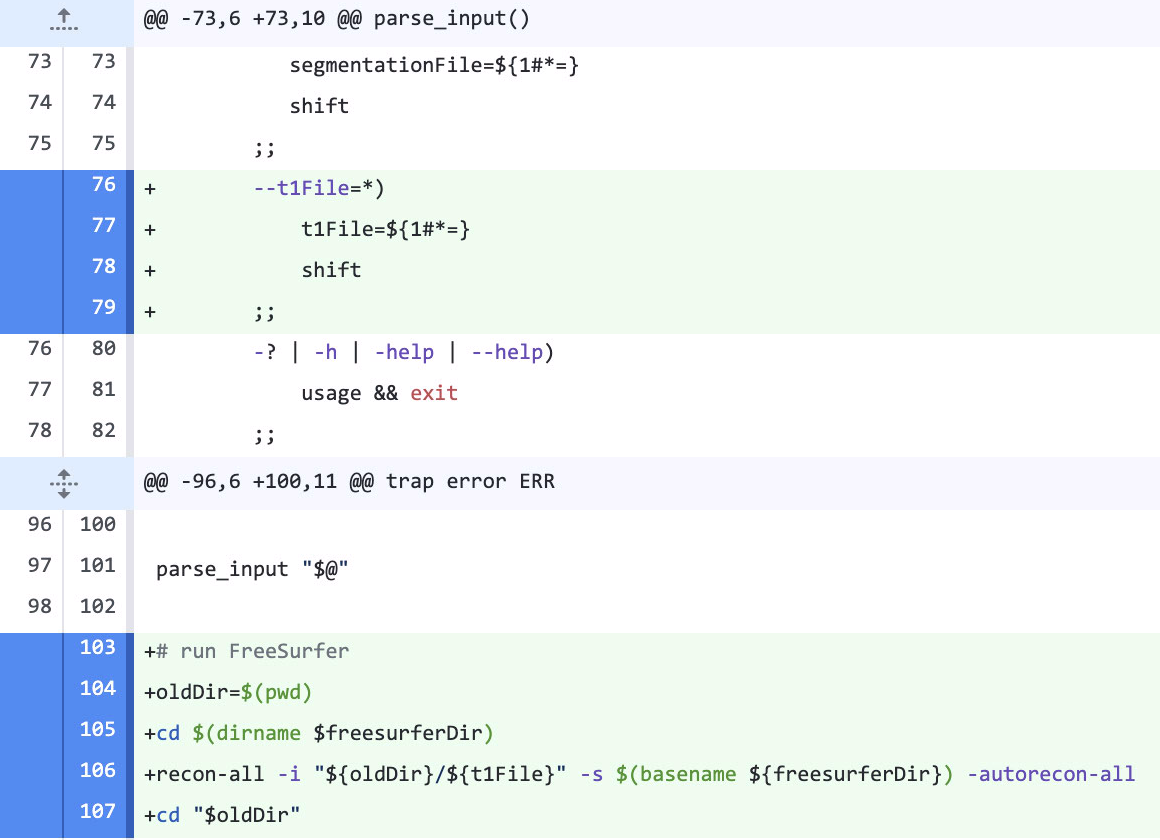 @@ -73,6 +73,10 @@ parse_input()
73 73 segmentationFile=${1#*=}
74 74 shift
75 75 ;;
76 + --t1File=*)
77 + t1File=${1#*=}
78 + shift
79 + ;;
76 80 -? | -h | -help | --help)
77 81 usage && exit
78 82 ;;
@@ -96,6 +100,11 @@ trap error ERR
96 100
97 101 parse_input "$@"
98 102
103 +# run FreeSurfer
104 +oldDir=$(pwd)
105 +cd $(dirname $freesurferDir)
106 +recon-all -i "${oldDir}/${t1File}" -s $(basename ${freesurferDir}) -autorecon-all
107 +cd "$oldDir"